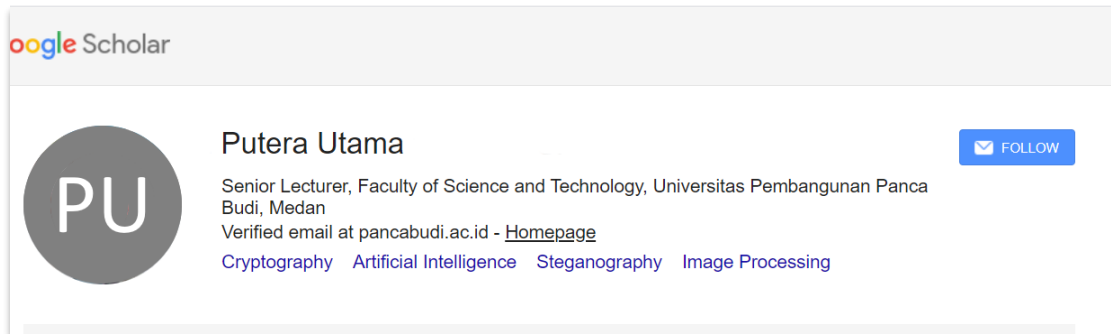 oogle Scholar
PU
Putera Utama
FOLLOW
Senior Lecturer, Faculty of Science and Technology, Universitas Pembangunan Panca
Budi, Medan
Verified email at pancabudi.ac.id - Homepage
Cryptography Artificial Intelligence Steganography Image Processing